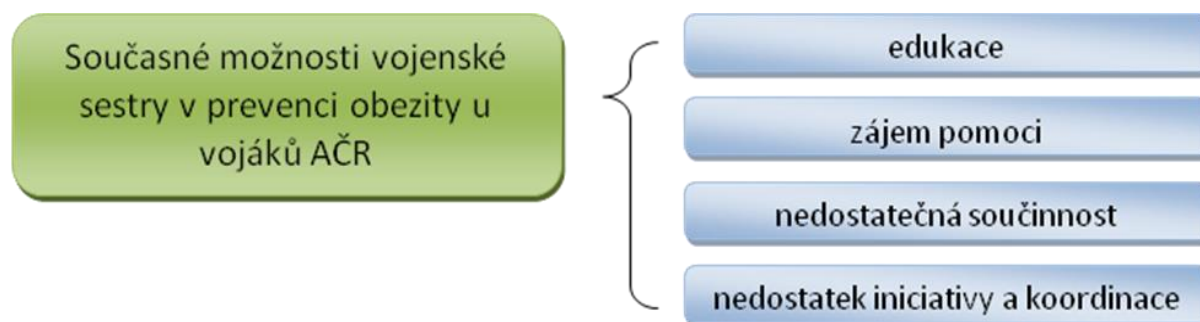 Současné možnosti vojenské
sestry v prevenci obezity u
vojáků AČR
edukace
zájem pomoci
nedostatečná součinnost
nedostatek iniciativy a koordinace